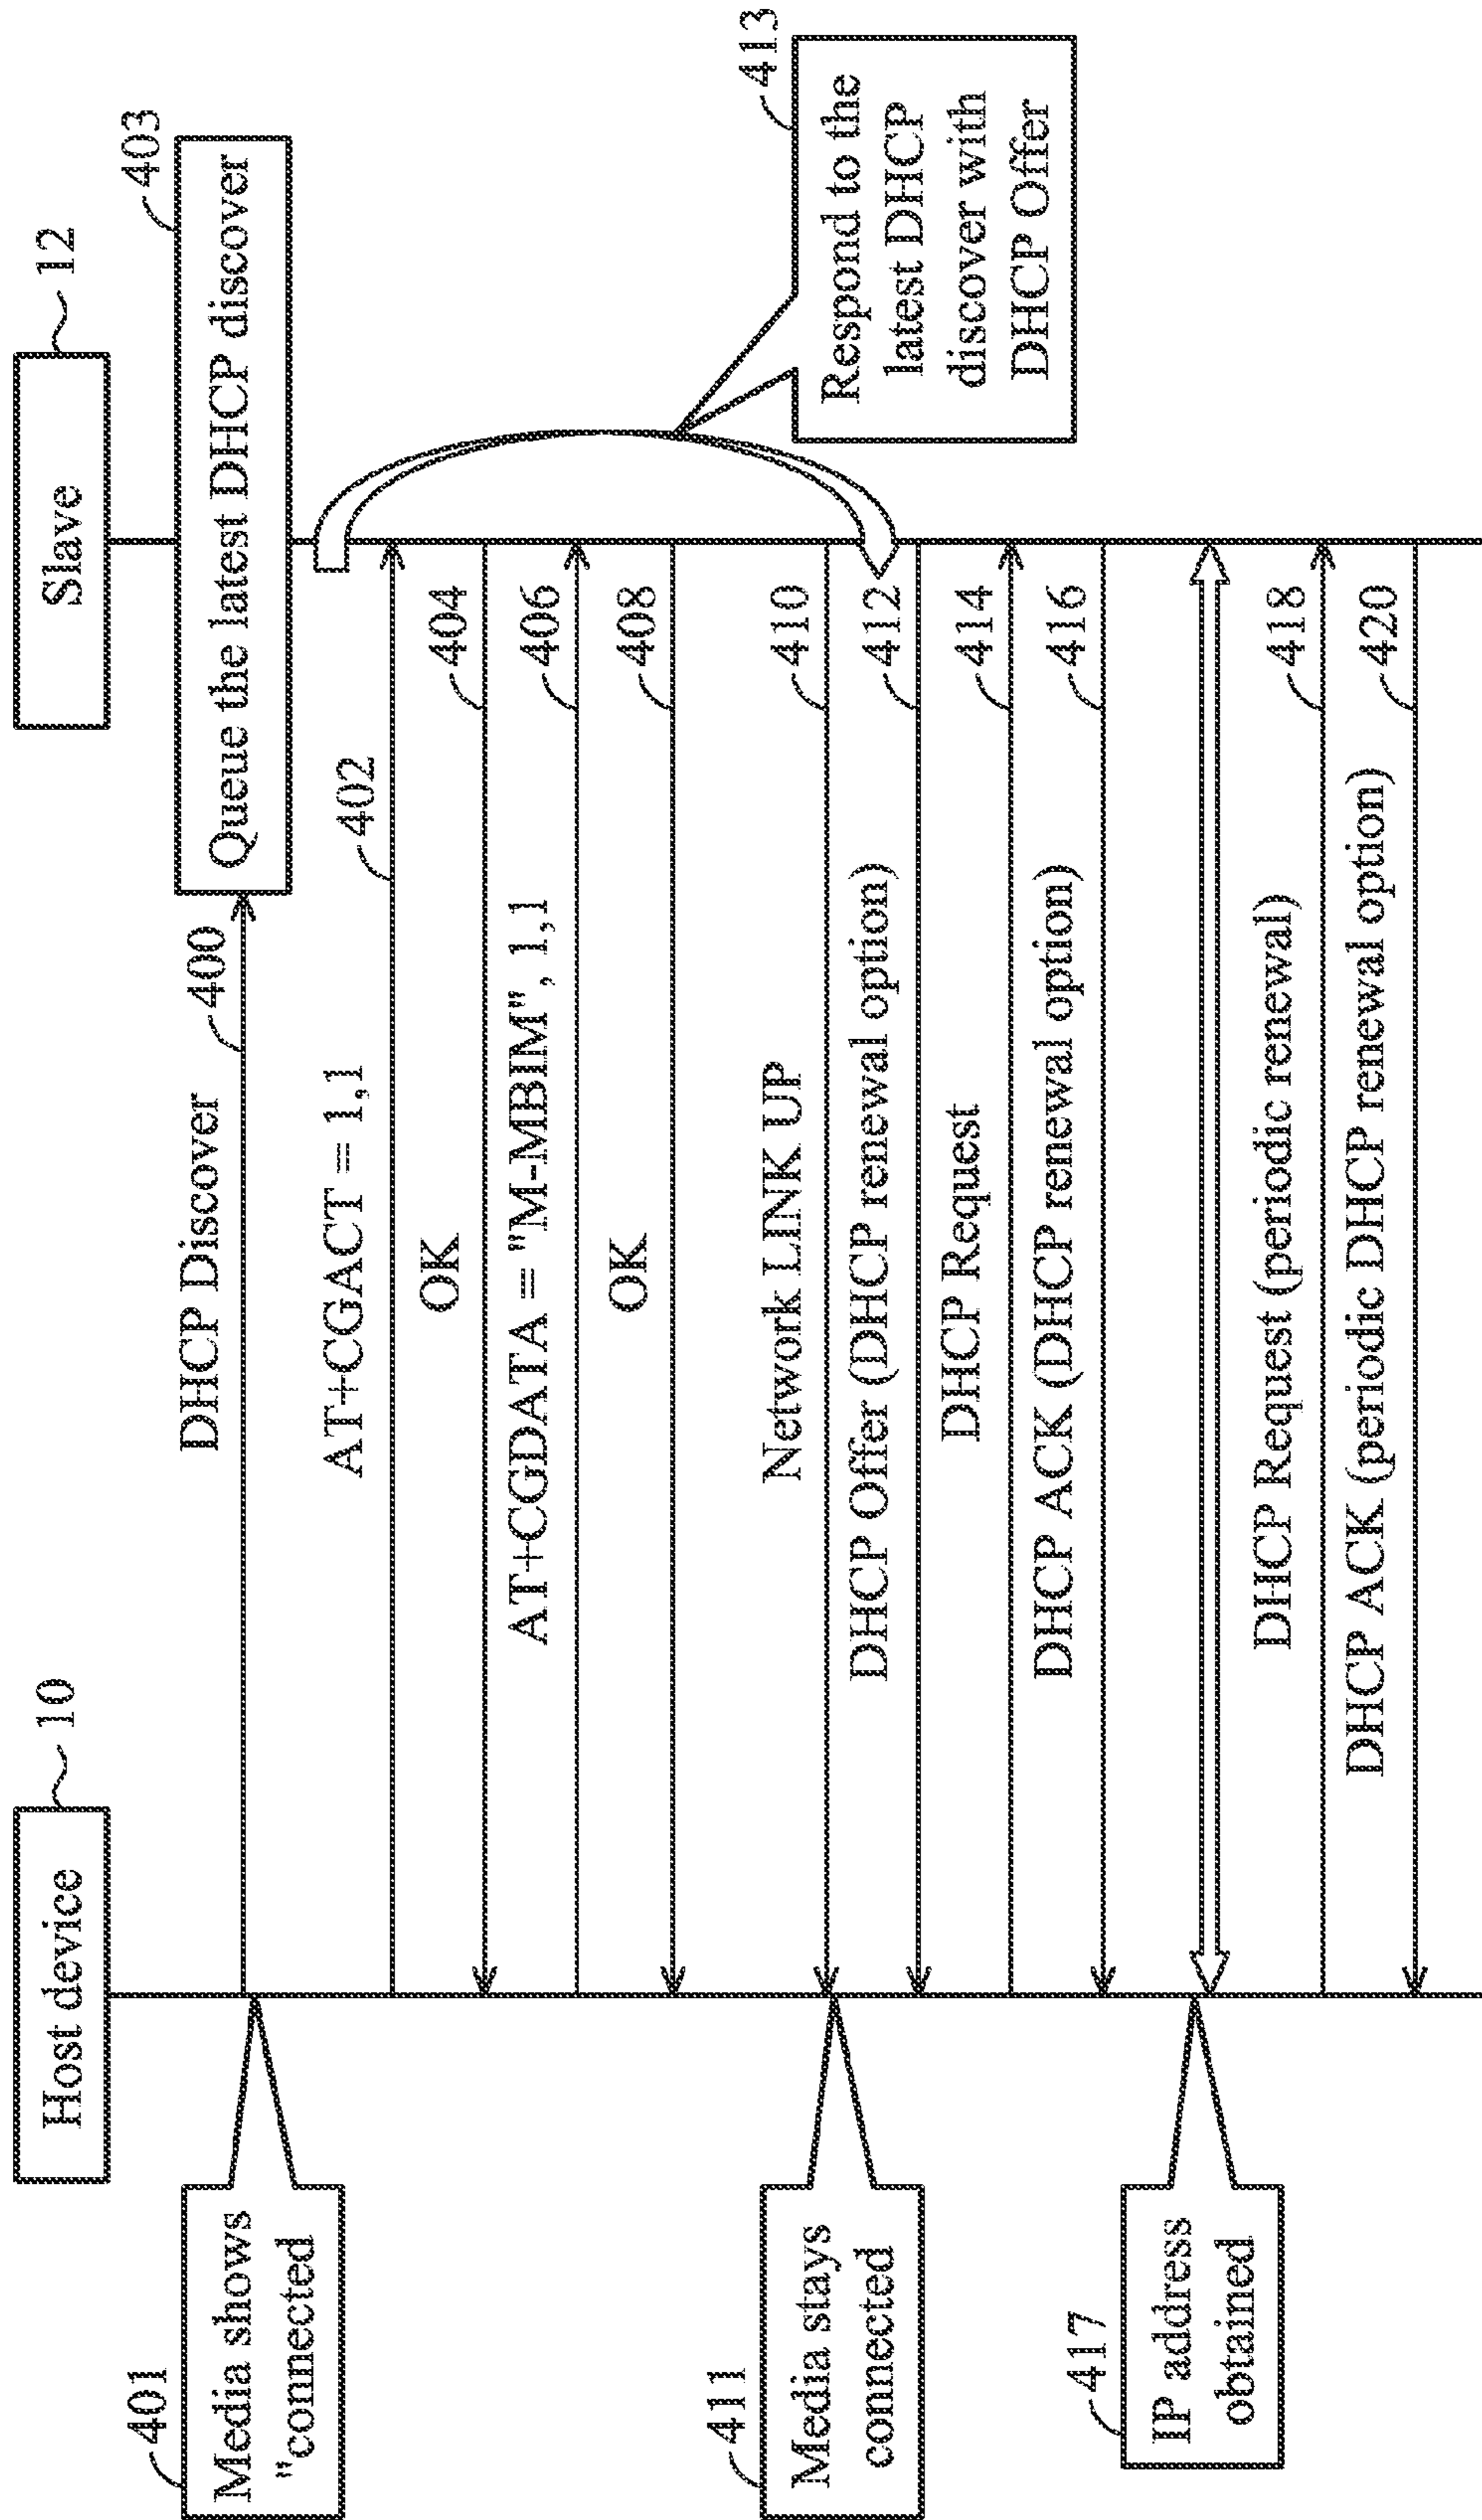 Host device
10
Slave
12
401
Media shows
"connected
DHCP Discover
400
403
Queue the latest DHCP discover
AT+CGACT = 1,1
402
OK
404
AT+CGDATA = "M-MBIM", 1,1
406
OK
408
413
Respond to the
latest DHCP
discover with
DHCP Offer
411
Media stays
connected
Network LINK UP
410
DHCP Offer (DHCP renewal option)
412
DHCP Request
414
DHCP ACK (DHCP renewal option)
416
417
IP address
obtained
DHCP Request (periodic renewal)
418
DHCP ACK (periodic DHCP renewal option)
420